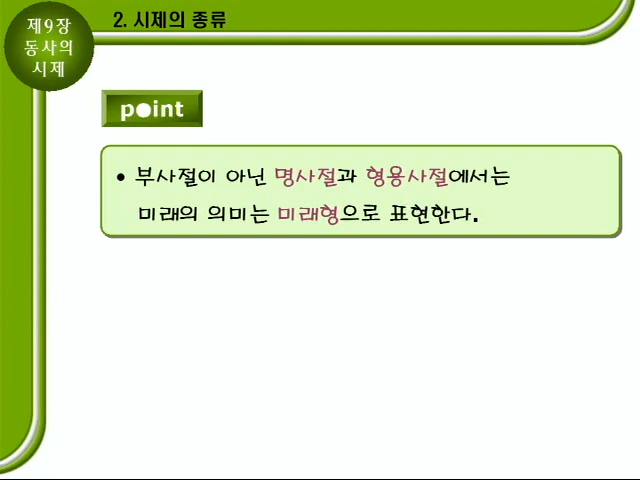 제9장
동사의
시제
2. 시제의 종류
point
• 부사절이 아닌 명사절과 형용사절에서는
미래의 의미는 미래형으로 표현한다.